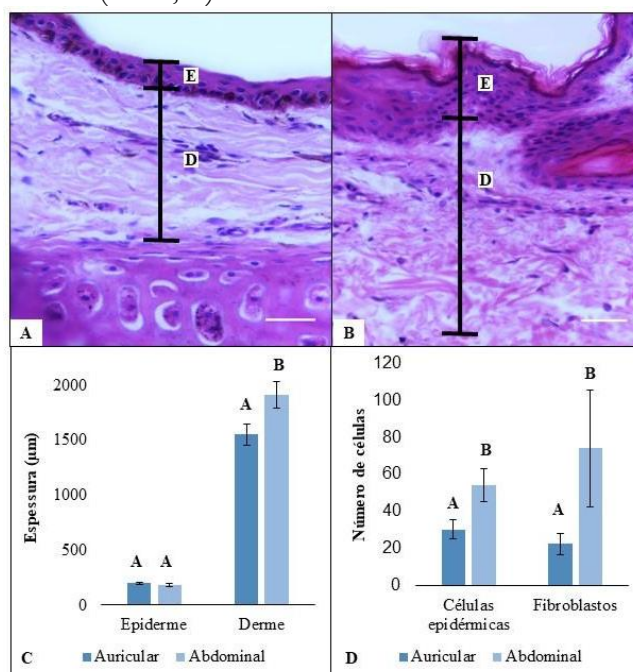 E
D
A
E
D
B
2000
1500
1000
500
0
Espessura (µm)
A
A
A
B
Epiderme
Derme
C
Auricular
Abdominal
120
100
80
60
40
20
0
Número de células
A
B
A
B
Células
epidérmicas
Fibroblastos
D
Auricular
Abdominal